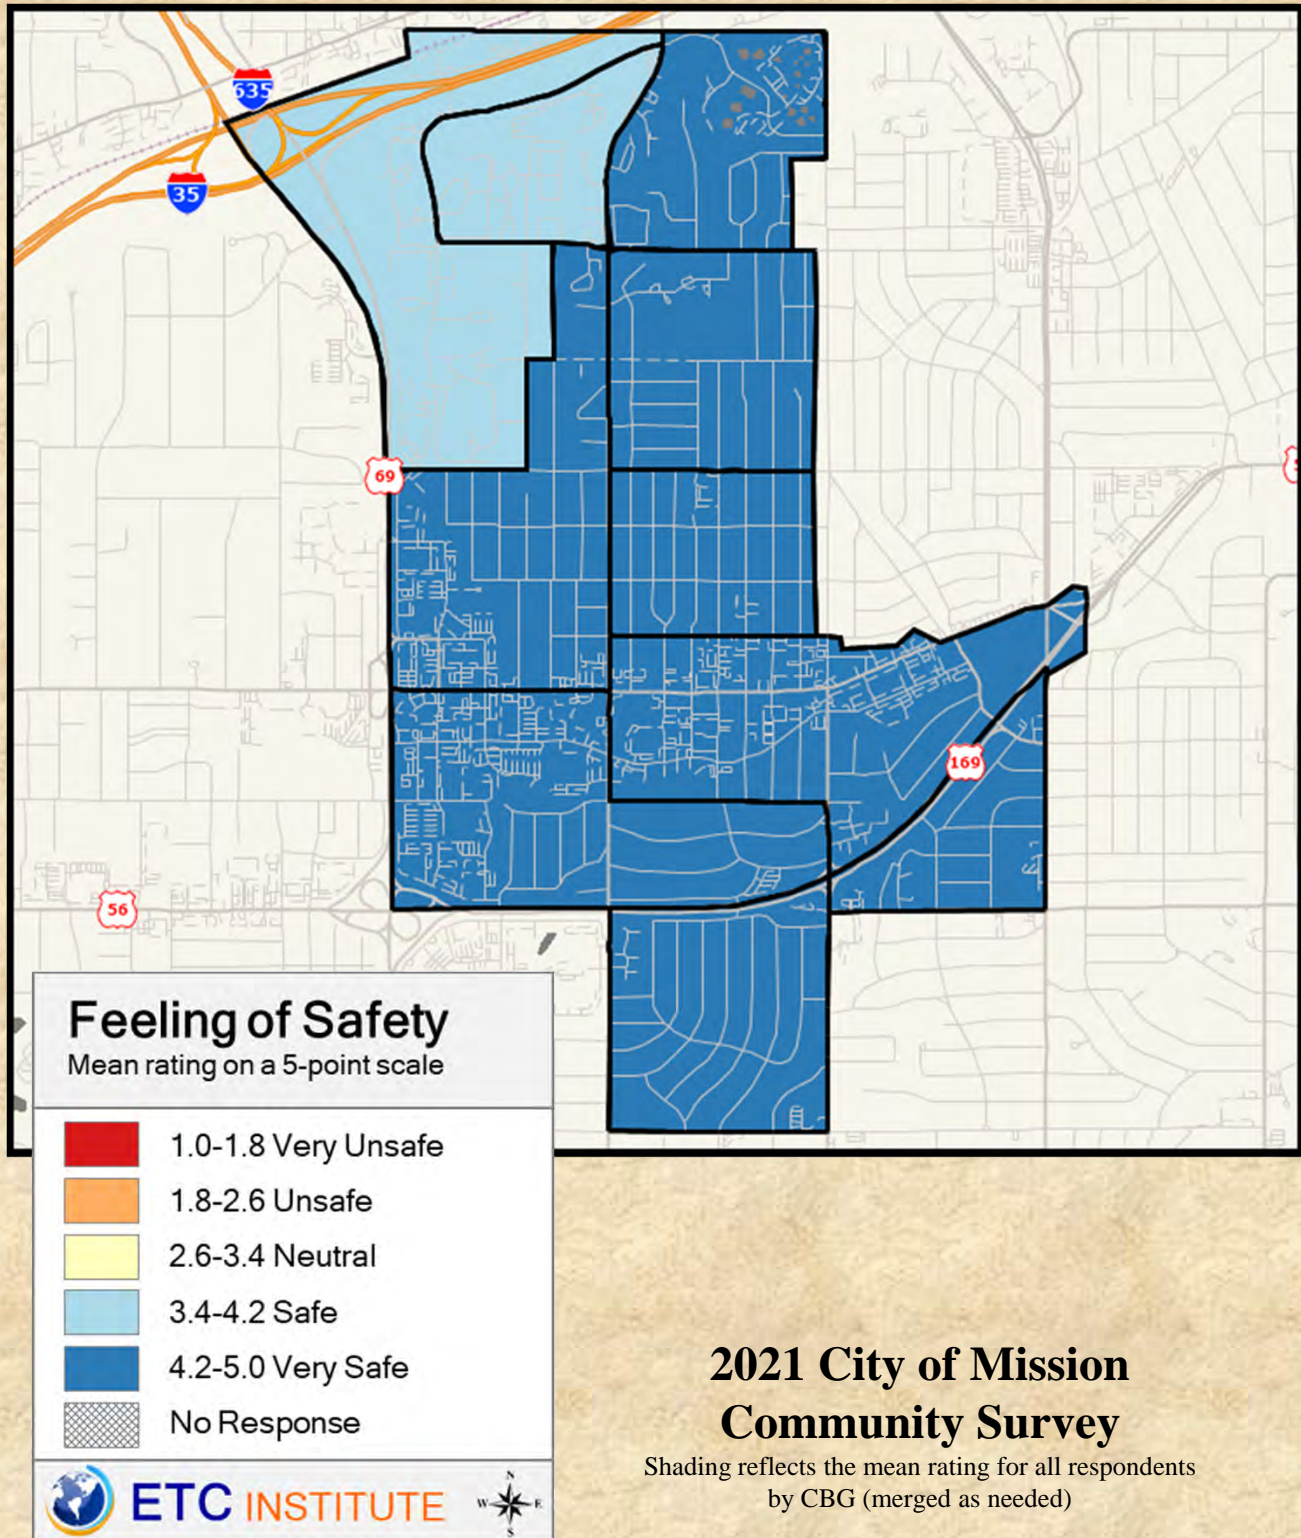 635
35
69
169
56
Feeling of Safety
Mean rating on a 5-point scale
1.0-1.8 Very Unsafe
1.8-2.6 Unsafe
2.6-3.4 Neutral
3.4-4.2 Safe
4.2-5.0 Very Safe
No Response
ETC INSTITUTE
N
W E
S
2021 City of Mission
Community Survey
Shading reflects the mean rating for all respondents
by CBG (merged as needed)